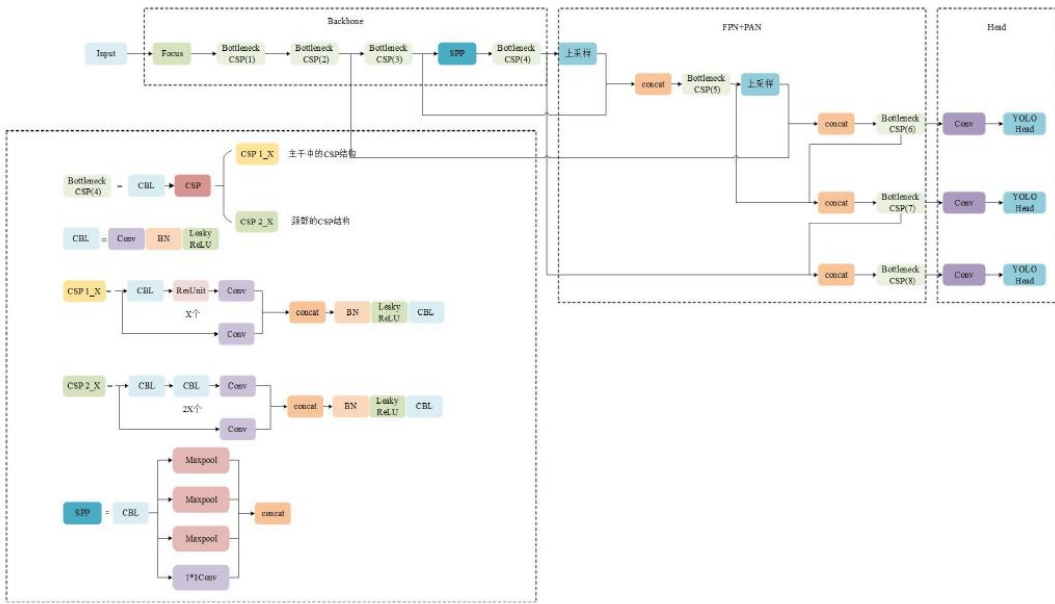 Backbone
FPN+PAN
Head
Input
Focus
Bottleneck
CSP(1)
Bottleneck
CSP(2)
Bottleneck
CSP(3)
SPP
Bottleneck
CSP(4)
上采样
concat
Bottleneck
CSP(5)
上采样
concat
Bottleneck
CSP(6)
Conv
YOLO
Head
concat
Bottleneck
CSP(7)
Conv
YOLO
Head
concat
Bottleneck
CSP(8)
Conv
YOLO
Head
Bottleneck
CSP(4)
=
CBL
CSP
CSP 1_X
主干中的CSP结构
CSP 2_X
颈部的CSP结构
CBL
=
Conv
BN
Leaky
ReLU
CSP 1_X
=
CBL
ResUnit
X个
Conv
Conv
concat
BN
Leaky
ReLU
CBL
CSP 2_X
=
CBL
CBL
2X个
Conv
Conv
concat
BN
Leaky
ReLU
CBL
SPP
=
CBL
Maxpool
Maxpool
Maxpool
1*1Conv
concat